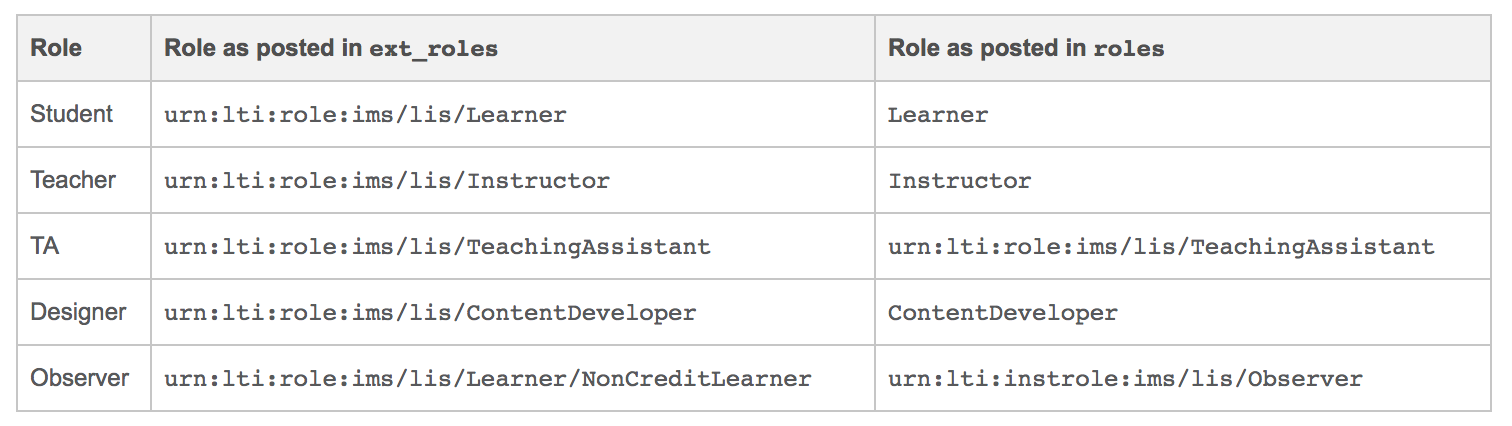 Role Role as posted in ext_roles Role as posted in roles
Student urn:lti:role:ims/lis/Learner Learner
Teacher urn:lti:role:ims/lis/Instructor Instructor
TA urn:lti:role:ims/lis/TeachingAssistant urn:lti:role:ims/lis/TeachingAssistant
Designer urn:lti:role:ims/lis/ContentDeveloper ContentDeveloper
Observer urn:lti:role:ims/lis/Learner/NonCreditLearner urn:lti:instrole:ims/lis/Observer